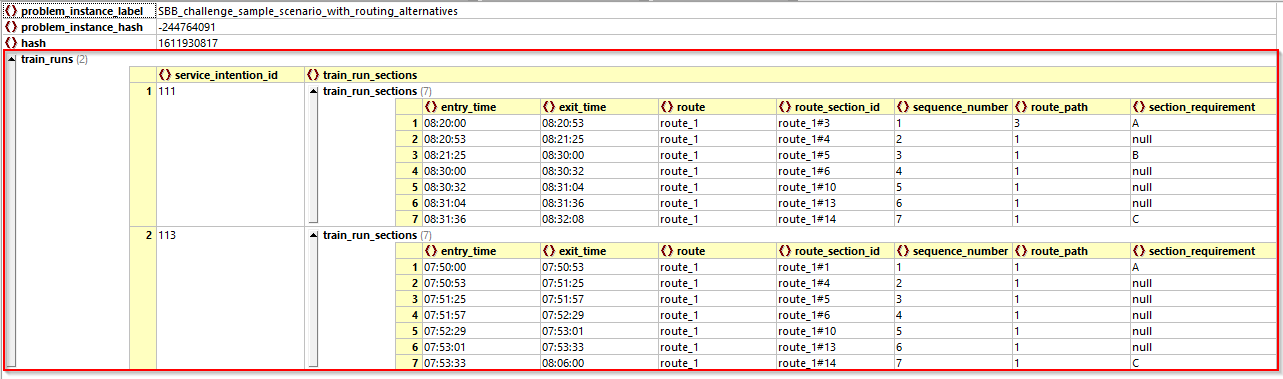 problem_instance_label SBB_challenge_sample_scenario_with_routing_alternatives
problem_instance_hash -244764091
hash 1611930817
train_runs (2)
service_intention_id train_run_sections
1 111 train_run_sections (7)
entry_time exit_time route route_section_id sequence_number route_path section_requirement
1 08:20:00 08:20:53 route_1 route_1#3 1 3 A
2 08:20:53 08:21:25 route_1 route_1#4 2 1 null
3 08:21:25 08:30:00 route_1 route_1#5 3 1 B
4 08:30:00 08:30:32 route_1 route_1#6 4 1 null
5 08:30:32 08:31:04 route_1 route_1#10 5 1 null
6 08:31:04 08:31:36 route_1 route_1#13 6 1 null
7 08:31:36 08:32:08 route_1 route_1#14 7 1 C
2 113 train_run_sections (7)
entry_time exit_time route route_section_id sequence_number route_path section_requirement
1 07:50:00 07:50:53 route_1 route_1#1 1 1 A
2 07:50:53 07:51:25 route_1 route_1#4 2 1 null
3 07:51:25 07:51:57 route_1 route_1#5 3 1 null
4 07:51:57 07:52:29 route_1 route_1#6 4 1 null
5 07:52:29 07:53:01 route_1 route_1#10 5 1 null
6 07:53:01 07:53:33 route_1 route_1#13 6 1 null
7 07:53:33 08:06:00 route_1 route_1#14 7 1 C